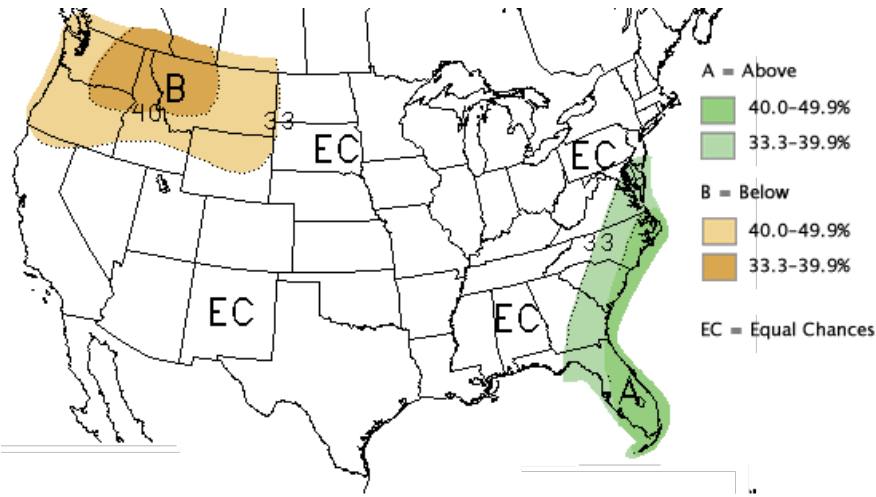 B
40
33
EC
EC
33
EC
EC
A
A = Above
40.0-49.9%
33.3-39.9%
B = Below
40.0-49.9%
33.3-39.9%
EC = Equal Chances